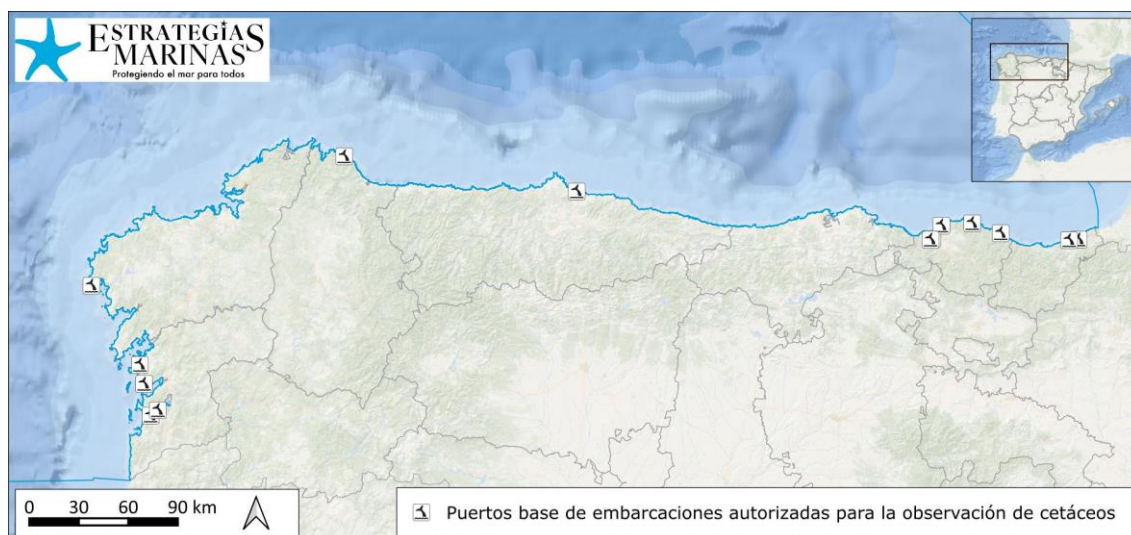 ESTRATEGIAS
MARINAS
Protegiendo el mar para todos
0 30 60 90 km
Puertos base de embarcaciones autorizadas para la observación de cetáceos